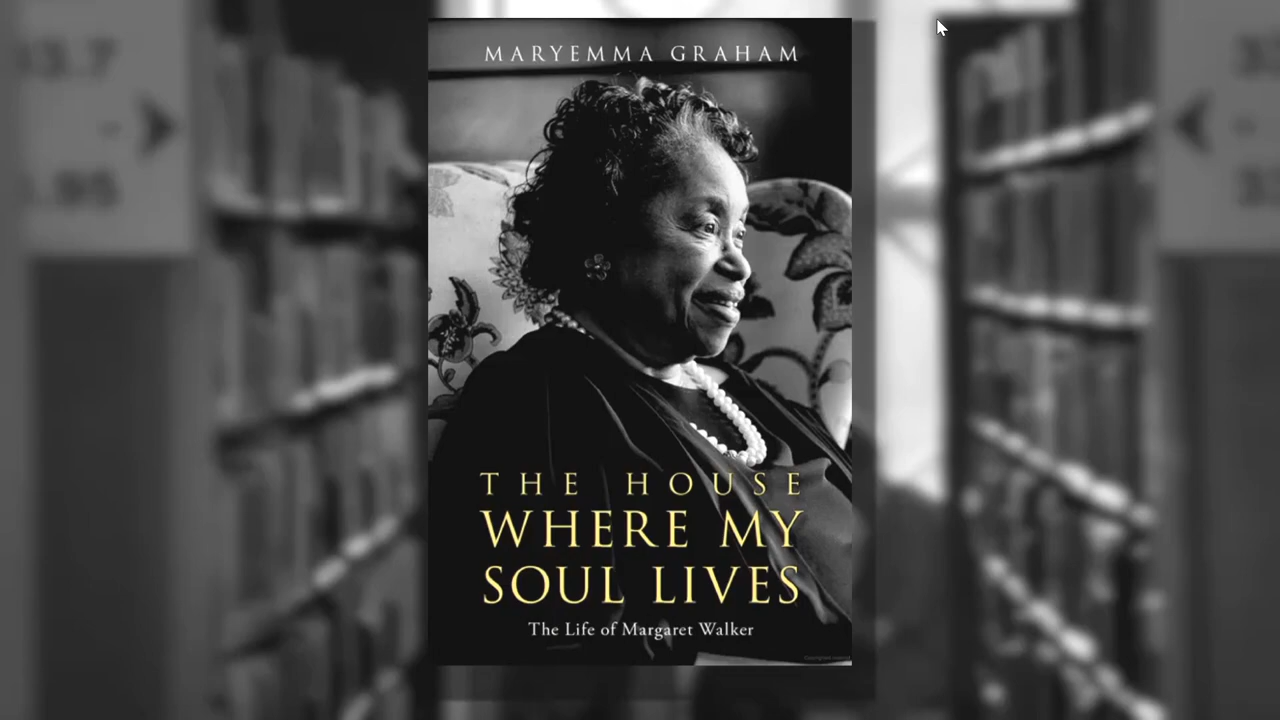 MARYEMMA GRAHAM
THE HOUSE
WHERE MY
SOUL LIVES
The Life of Margaret Walker